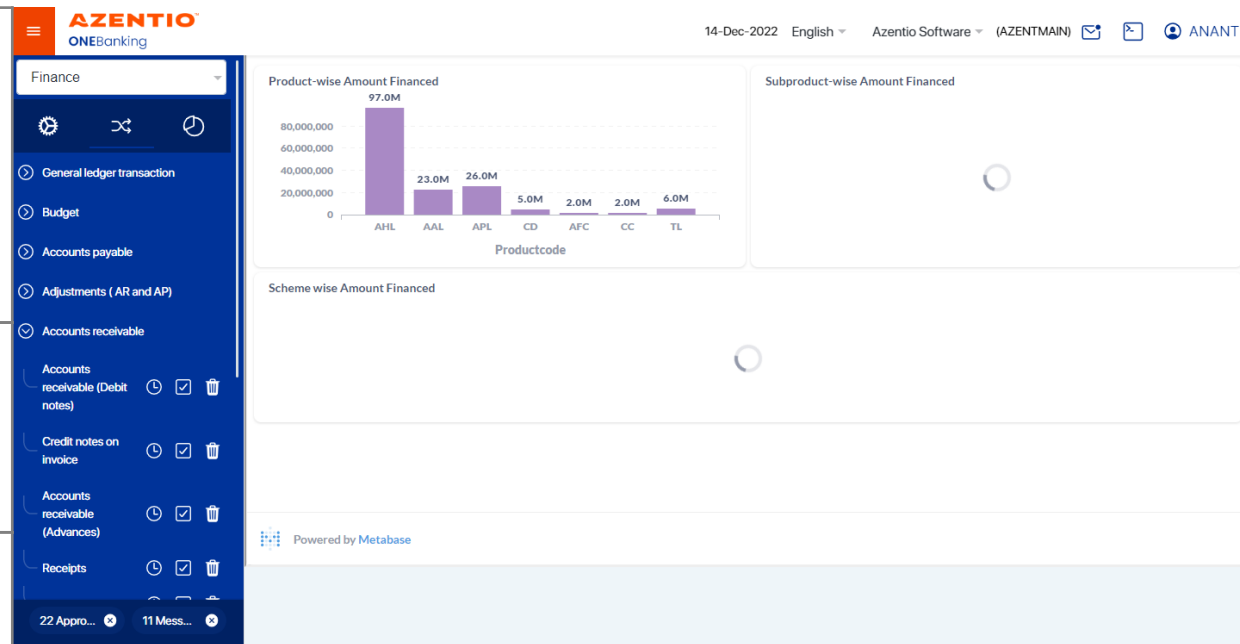 AZENTIO
ONEBanking
14-Dec-2022 English Azentio Software (AZENTMAIN) ANANT
Finance
General ledger transaction
Budget
Accounts payable
Adjustments ( AR and AP)
Accounts receivable
Accounts
receivable (Debit
notes)
Credit notes on
invoice
Accounts
receivable
(Advances)
Receipts
22 Appro...
11 Mess...
Product-wise Amount Financed
97.0M
80,000,000
60,000,000
40,000,000
23.0M 26.0M
20,000,000
5.0M 2.0M 2.0M 6.0M
0
AHL AAL APL CD AFC CC TL
Productcode
Subproduct-wise Amount Financed
Scheme wise Amount Financed
Powered by Metabase